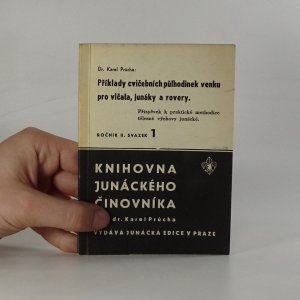 Dr. Karel Průcha:
Příklady cvičebních půlhodinek venku
pro vlčata, junáky a rovery.
Příspěvek k praktické methodice
tělesné výchovy junácké.
ROČNÍK II. SVAZEK 1
KNIHOVNA
JUNÁCKÉHO
ČINOVNÍKA
dr. Karel Průcha
VYDÁVÁ JUNÁCKÁ EDICE V PRAZE